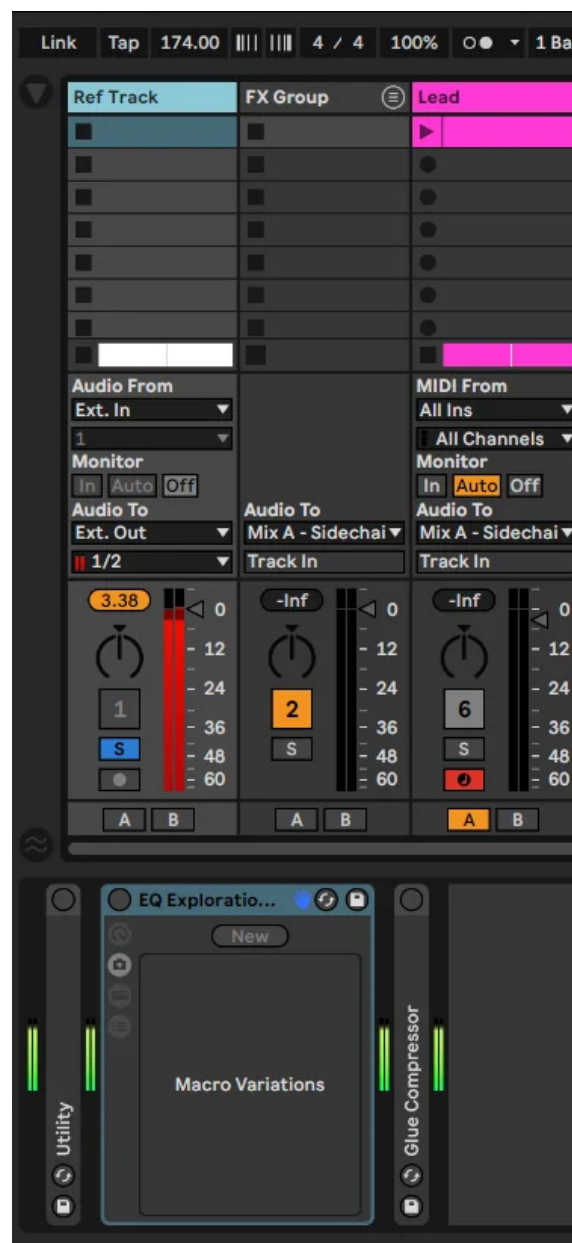 Link Tap 174.00 4 / 4 100% 1 Ba
Ref Track FX Group Lead
Audio From MIDI From
Ext. In All Ins
1 All Channels
Monitor Monitor
In Auto Off In Auto Off
Audio To Audio To Audio To
Ext. Out Mix A - Sidechai Mix A - Sidechai
1/2 Track In Track In
3.38 -Inf -Inf
0 0 0
12 12 12
24 24 24
1 2 6
36 36 36
S S S
48 48 48
60 60 60
A B A B A B
EQ Exploratio...
New
Macro Variations
Utility
Glue Compressor